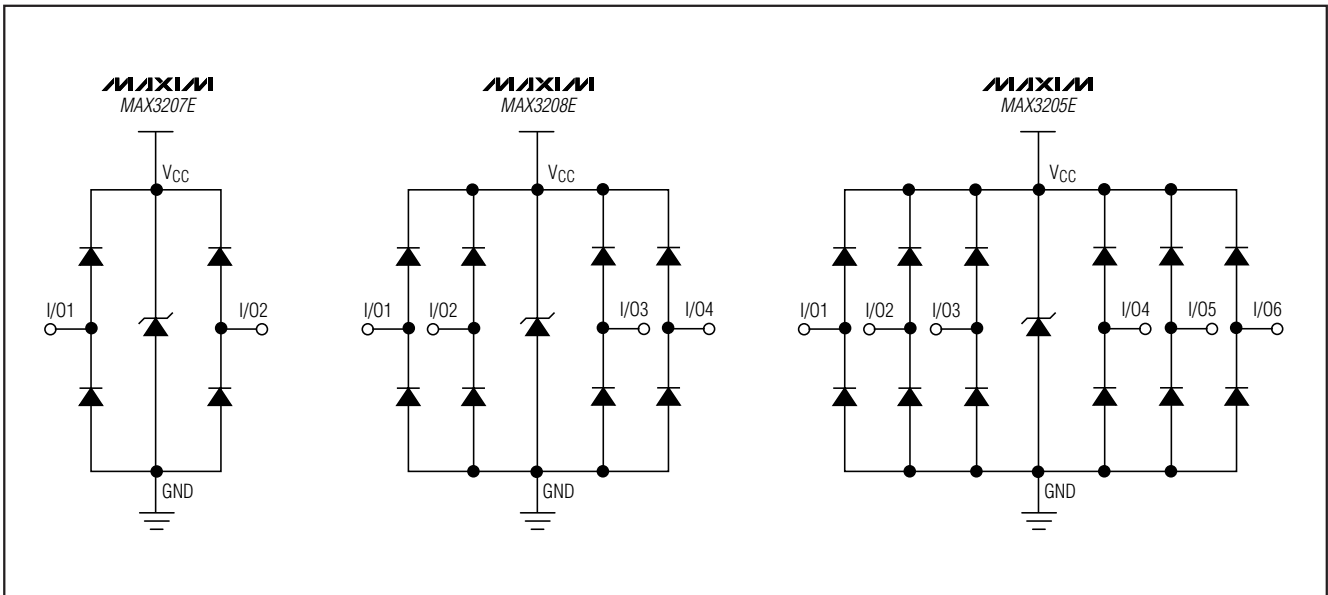 MAXIM
MAX3207E
VCC
I/O1
I/O2
GND
MAXIM
MAX3208E
VCC
I/O1
I/O2
I/O3
I/O4
GND
MAXIM
MAX3205E
VCC
I/O1
I/O2
I/O3
I/O4
I/O5
I/O6
GND